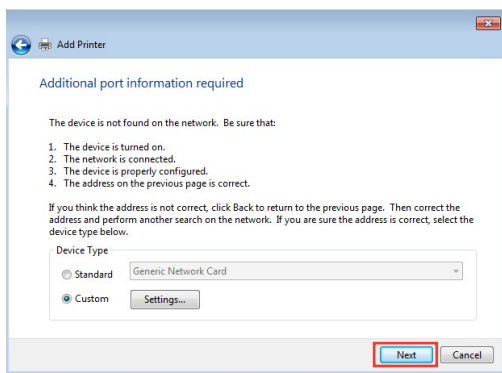 Add Printer
Additional port information required
The device is not found on the network. Be sure that:
1. The device is turned on.
2. The network is connected.
3. The device is properly configured.
4. The address on the previous page is correct.
If you think the address is not correct, click Back to return to the previous page. Then correct the
address and perform another search on the network. If you are sure the address is correct, select the
device type below.
Device Type
Standard Generic Network Card
Custom Settings...
Next Cancel